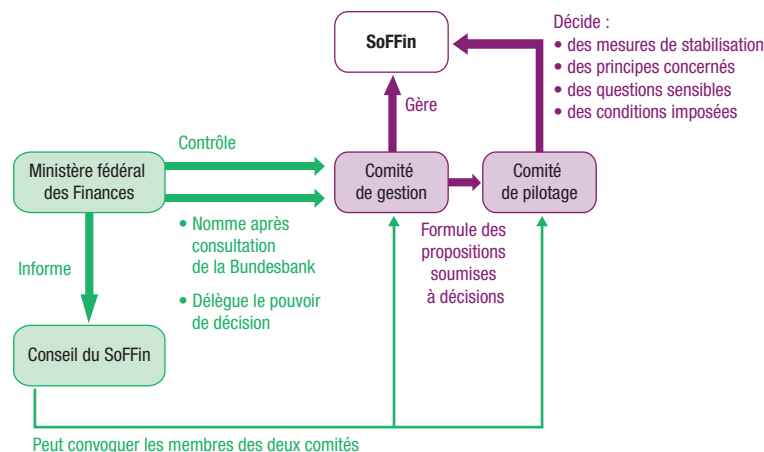 Décide :
• des mesures de stabilisation
• des principes concernés
• des questions sensibles
• des conditions imposées
SoFFin
Gère
Contrôle
Ministère fédéral
des Finances
Comité
de gestion
Comité
de pilotage
• Nomme après
consultation
de la Bundesbank
• Délègue le pouvoir
de décision
Formule des
propositions
soumises
à décisions
Informe
Conseil du SoFFin
Peut convoquer les membres des deux comités